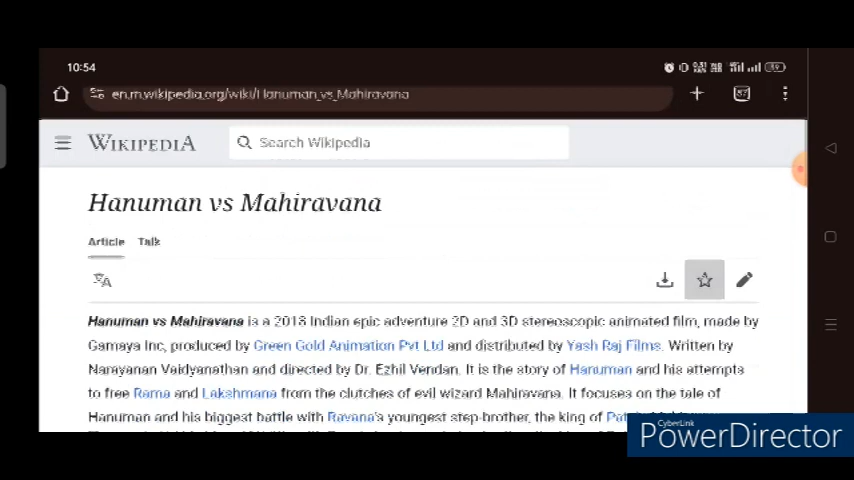 10:54
en.m.wikipedia.org/wiki/Hanuman_vs_Mahiravana
WIKIPEDIA
Search Wikipedia
Hanuman vs Mahiravana
Article Talk
Hanuman vs Mahiravana is a 2018 Indian epic adventure 2D and 3D stereoscopic animated film, made by
Gamaya Inc, produced by Green Gold Animation Pvt Ltd and distributed by Yash Raj Films. Written by
Narayanan Vaidyanathan and directed by Dr. Ezhil Vendan. It is the story of Hanuman and his attempts
to free Rama and Lakshmana from the clutches of evil wizard Mahiravana. It focuses on the tale of
Hanuman and his biggest battle with Ravana's youngest step-brother, the king of
CyberLink
PowerDirector